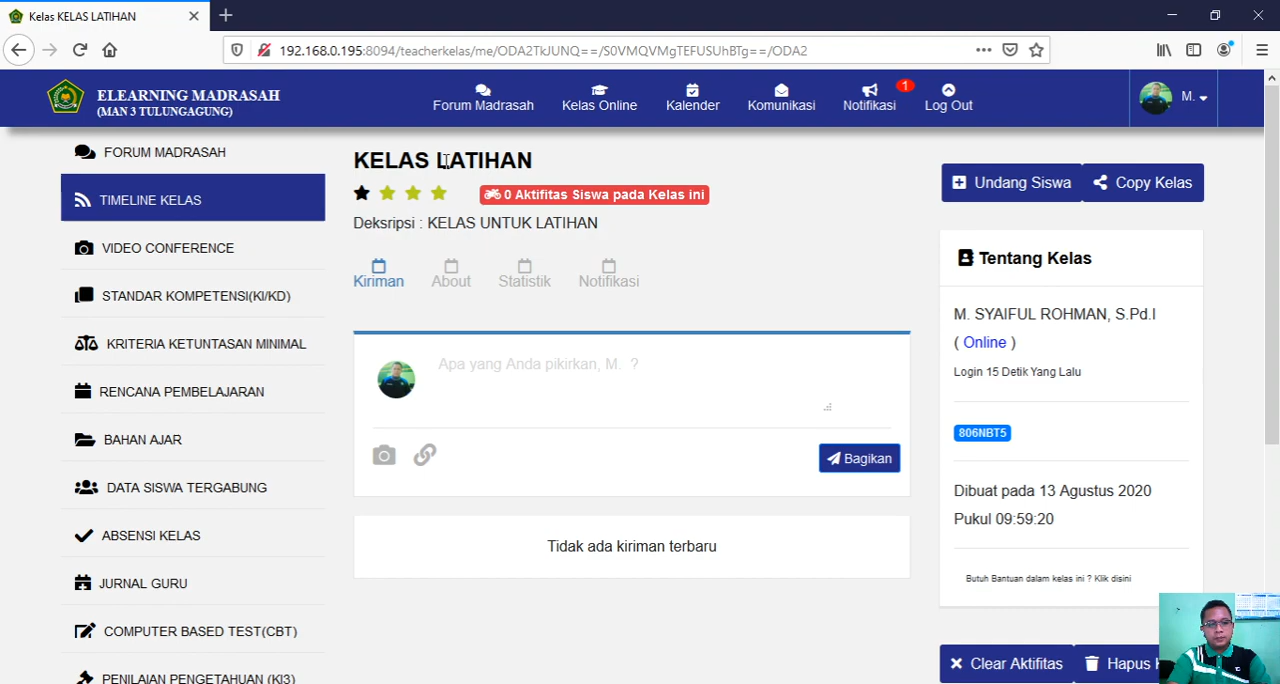 Kelas KELAS LATIHAN
192.168.0.195:8094/teacherkelas/me/ODA2TkJUNQ==/S0VMQVMgTEFUSUhBTg==/ODA2
ELEARNING MADRASAH
(MAN 3 TULUNGAGUNG)
Forum Madrasah
Kelas Online
Kalender
Komunikasi
Notifikasi
1
Log Out
M.
FORUM MADRASAH
TIMELINE KELAS
VIDEO CONFERENCE
STANDAR KOMPETENSI(KI/KD)
KRITERIA KETUNTASAN MINIMAL
RENCANA PEMBELAJARAN
BAHAN AJAR
DATA SISWA TERGABUNG
ABSENSI KELAS
JURNAL GURU
COMPUTER BASED TEST(CBT)
PENILAIAN PENGETAHUAN (KI3)
KELAS LATIHAN
0 Aktifitas Siswa pada Kelas ini
Deksripsi : KELAS UNTUK LATIHAN
Kiriman
About
Statistik
Notifikasi
Apa yang Anda pikirkan, M. ?
Bagikan
Tidak ada kiriman terbaru
Undang Siswa
Copy Kelas
Tentang Kelas
M. SYAIFUL ROHMAN, S.Pd.I
( Online )
Login 15 Detik Yang Lalu
806NBT5
Dibuat pada 13 Agustus 2020
Pukul 09:59:20
Butuh Bantuan dalam kelas ini ? Klik disini
Clear Aktifitas
Hapus